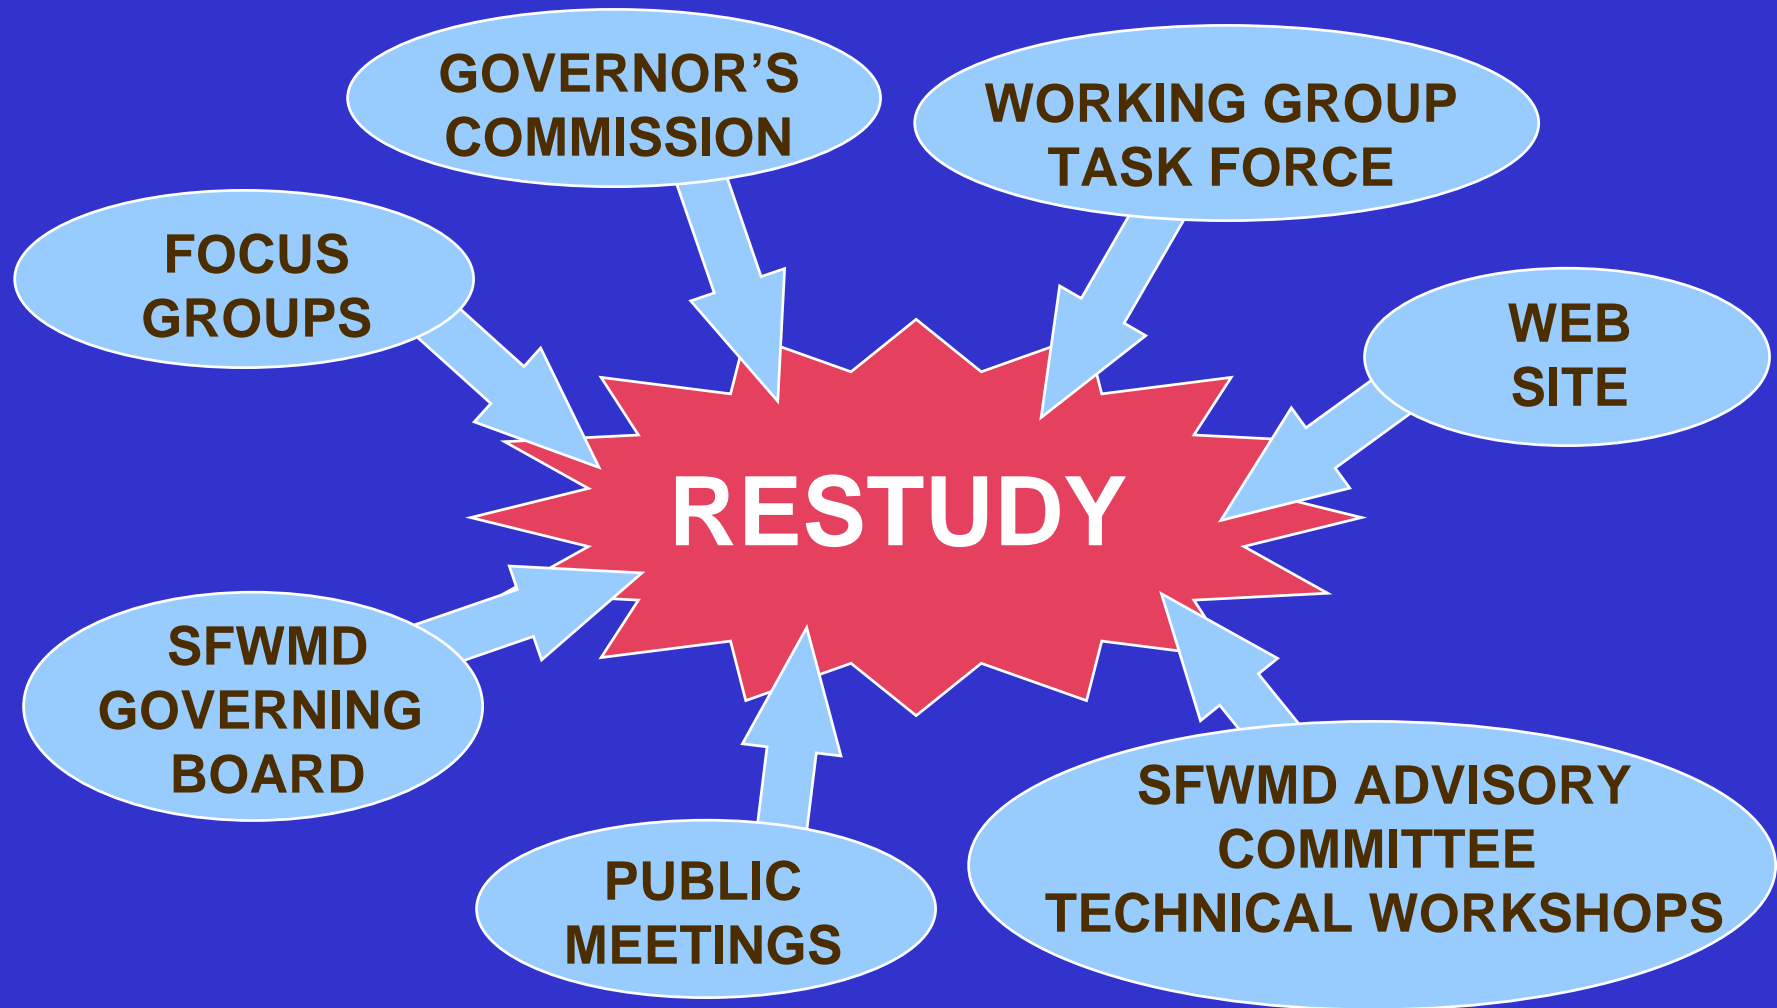 GOVERNOR’S
COMMISSION
WORKING GROUP
TASK FORCE
FOCUS
GROUPS
WEB
SITE
RESTUDY
SFWMD
GOVERNING
BOARD
PUBLIC
MEETINGS
SFWMD ADVISORY
COMMITTEE
TECHNICAL WORKSHOPS